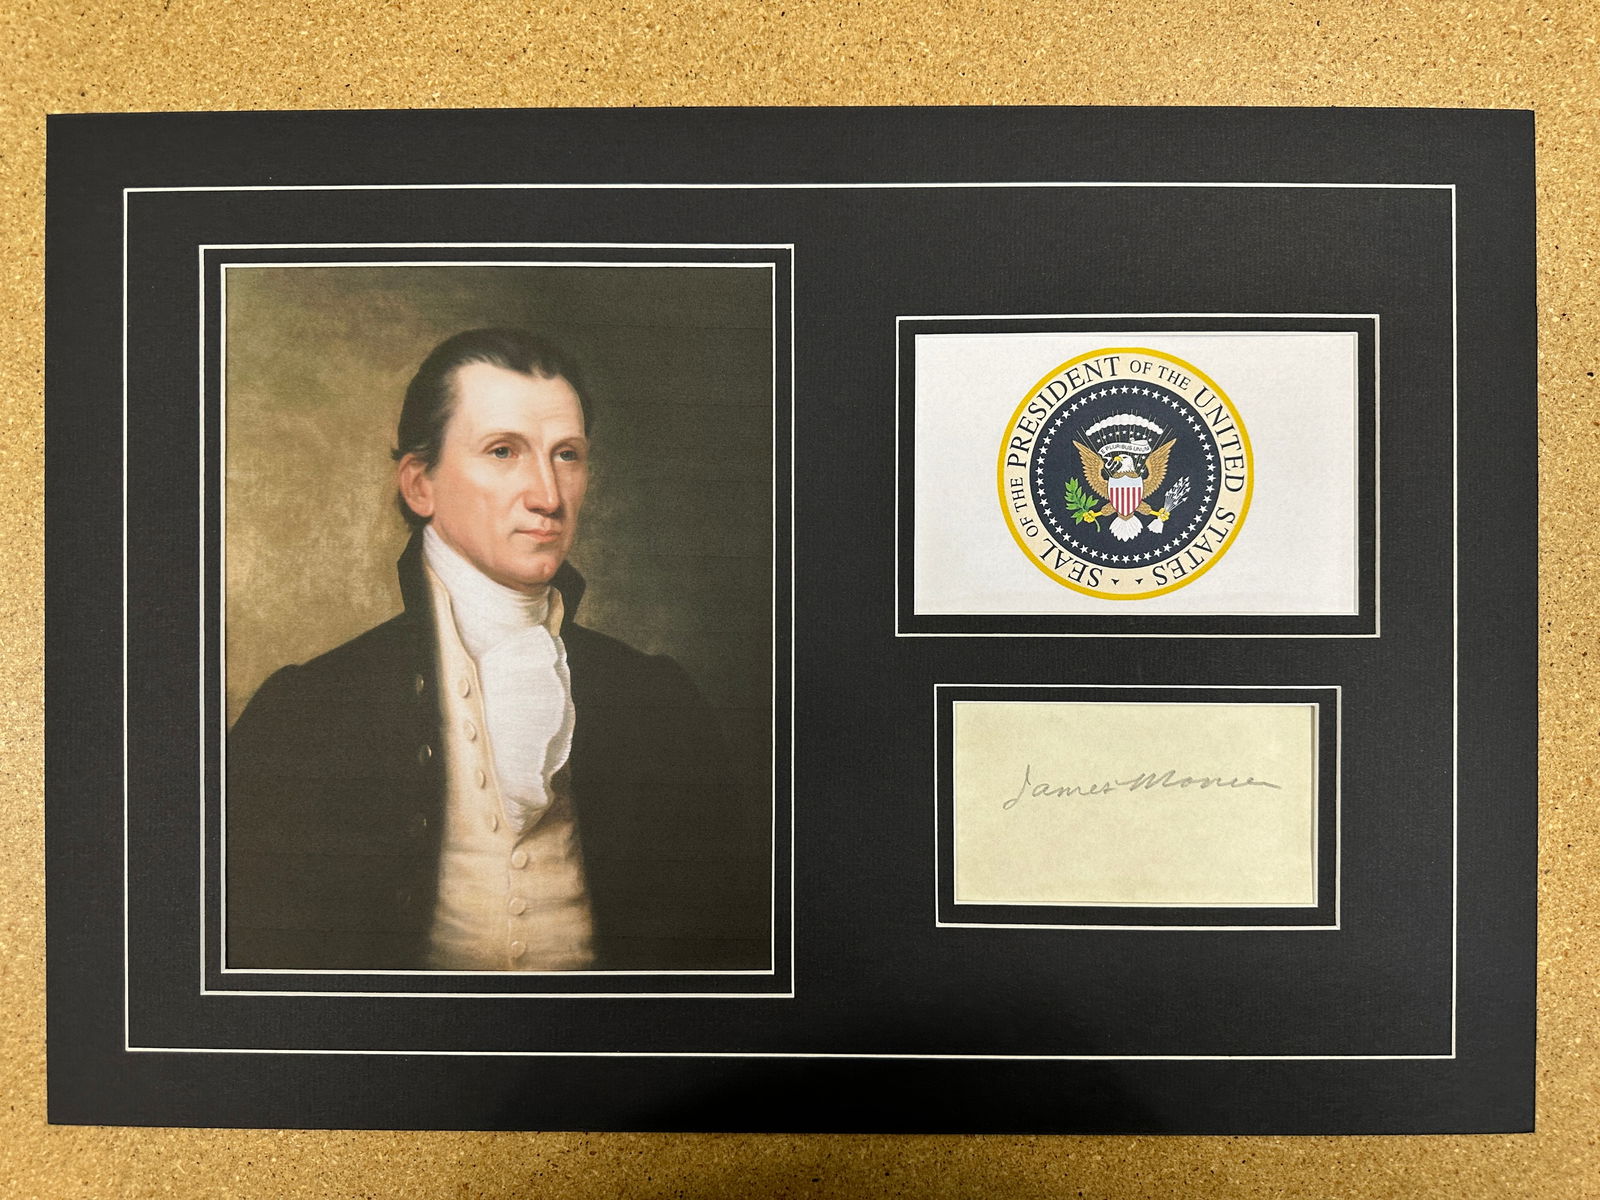 SEAL OF THE PRESIDENT OF THE UNITED STATES
E PLURIBUS UNUM
James Monroe